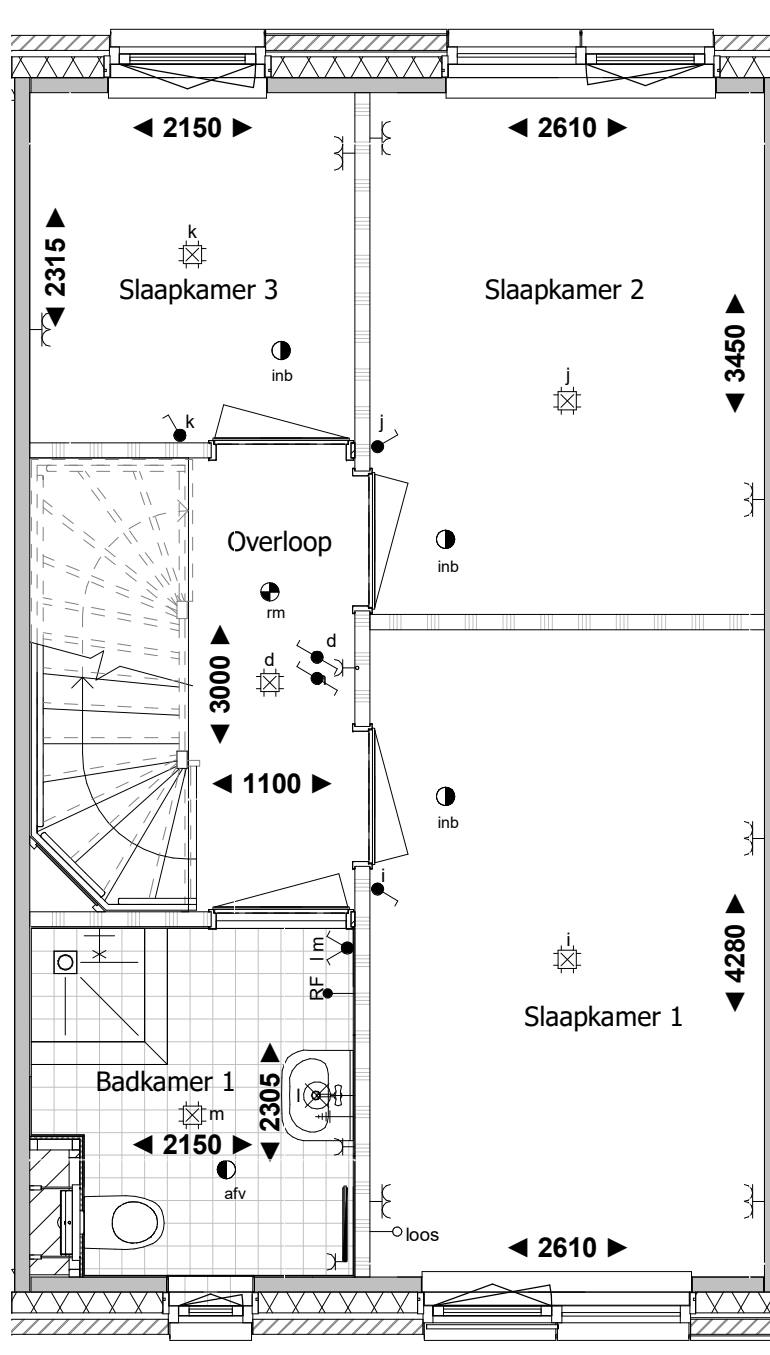 2150
2610
k
2315
Slaapkamer 3
Slaapkamer 2
3450
inb
j
k
j
Overloop
inb
rm
d
d
3000
1100
inb
i
l m
RF
i
4280
Slaapkamer 1
Badkamer 1
2305
l
m
2150
afv
loos
2610